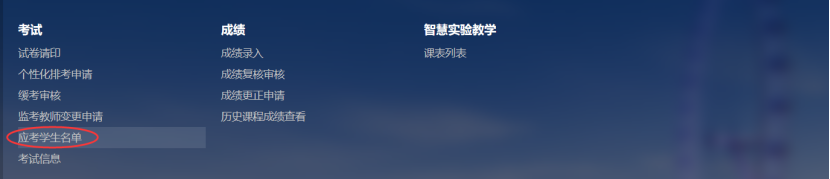 考试
试卷请印
个性化排考申请
缓考审核
监考教师变更申请
应考学生名单
考试信息
成绩
成绩录入
成绩复核审核
成绩更正申请
历史课程成绩查看
智慧实验教学
课表列表